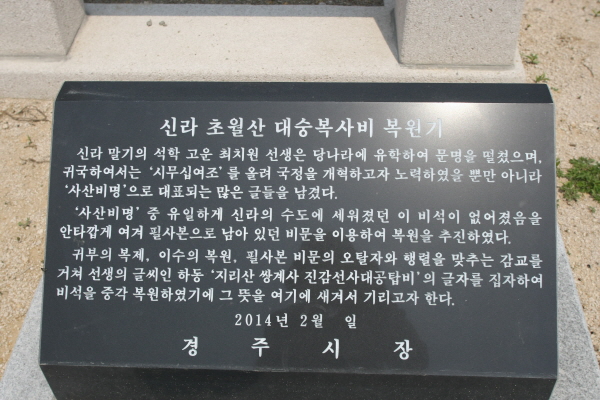 신라 초월산 대숭복사비 복원기
신라 말기의 석학 고운 최치원 선생은 당나라에 유학하여 문명을 떨쳤으며,
귀국하여서는 '시무십여조'를 올려 국정을 개혁하고자 노력하였을 뿐만 아니라
'사산비명'으로 대표되는 많은 글들을 남겼다.
'사산비명' 중 유일하게 신라의 수도에 세워졌던 이 비석이 없어졌음을
안타깝게 여겨 필사본으로 남아 있던 비문을 이용하여 복원을 추진하였다.
귀부의 복제, 이수의 복원, 필사본 비문의 오탈자와 행렬을 맞추는 감교를
거쳐 선생의 글씨인 하동 '지리산 쌍계사 진감선사대공탑비'의 글자를 집자하여
비석을 중각 복원하였기에 그 뜻을 여기에 새겨서 기리고자 한다.
2014년 2월 일
경 주 시 장